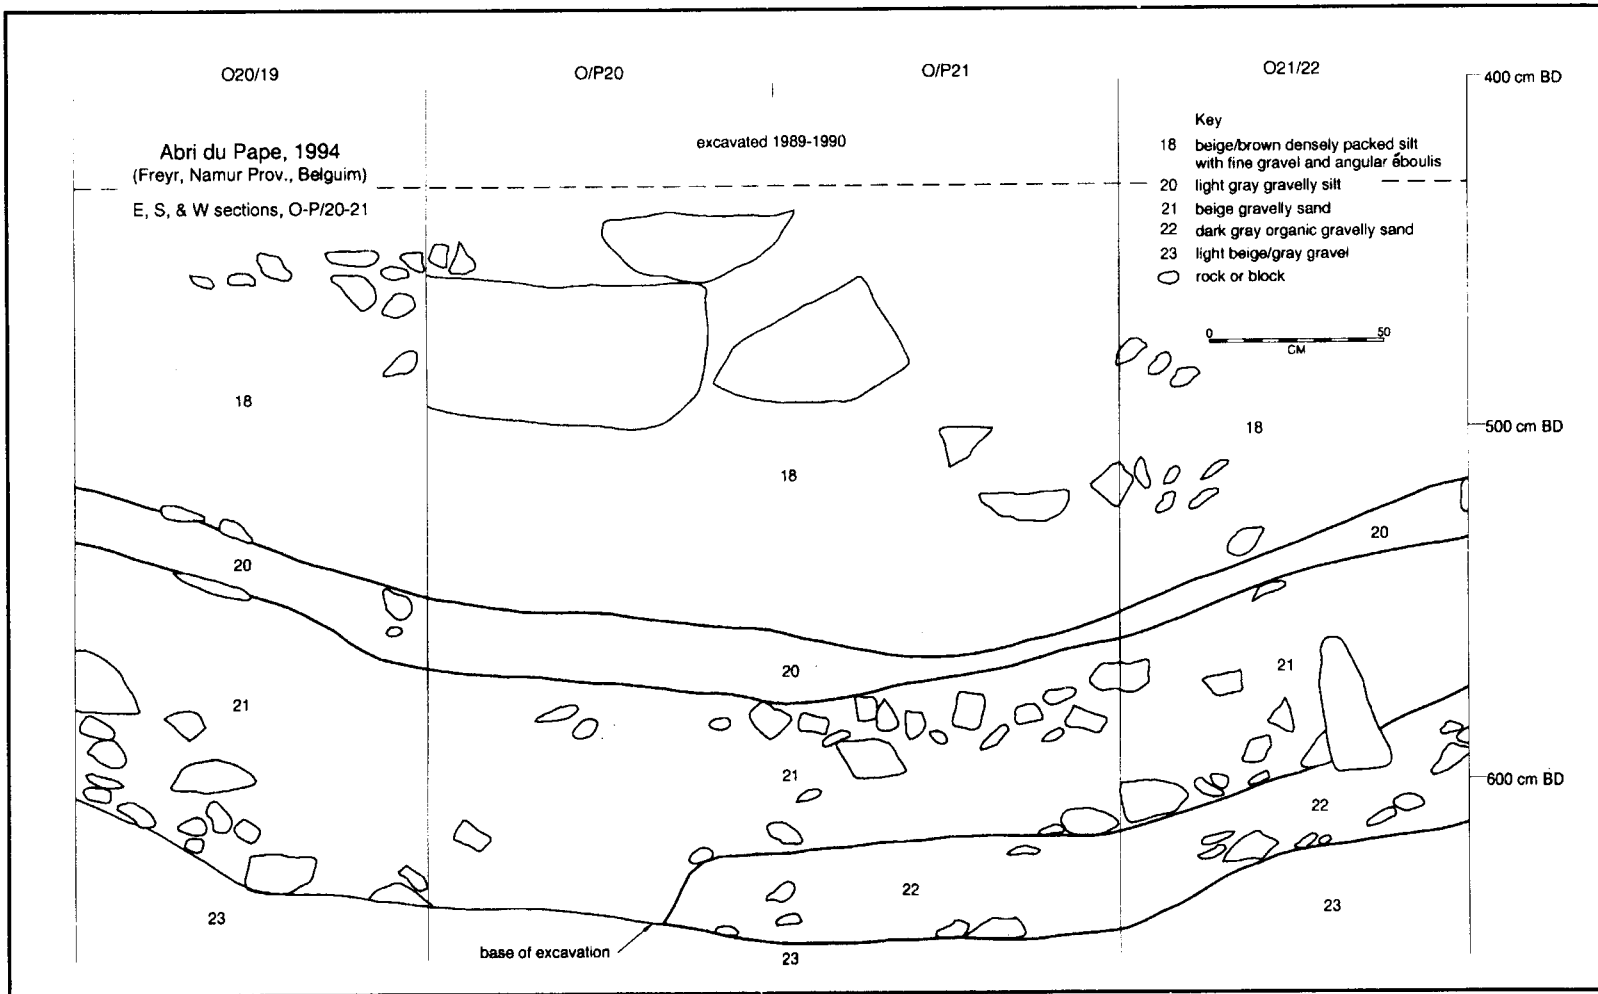 O20/19
O/P20
O/P21
O21/22
400 cm BD
Abri du Pape, 1994
(Freyr, Namur Prov., Belguim)
E, S, & W sections, O-P/20-21
excavated 1989-1990
Key
18 beige/brown densely packed silt
with fine gravel and angular éboulis
20 light gray gravelly silt
21 beige gravelly sand
22 dark gray organic gravelly sand
23 light beige/gray gravel
rock or block
0 50
CM
18
18
18
500 cm BD
20
20
20
21
21
21
600 cm BD
22
22
23
23
23
base of excavation